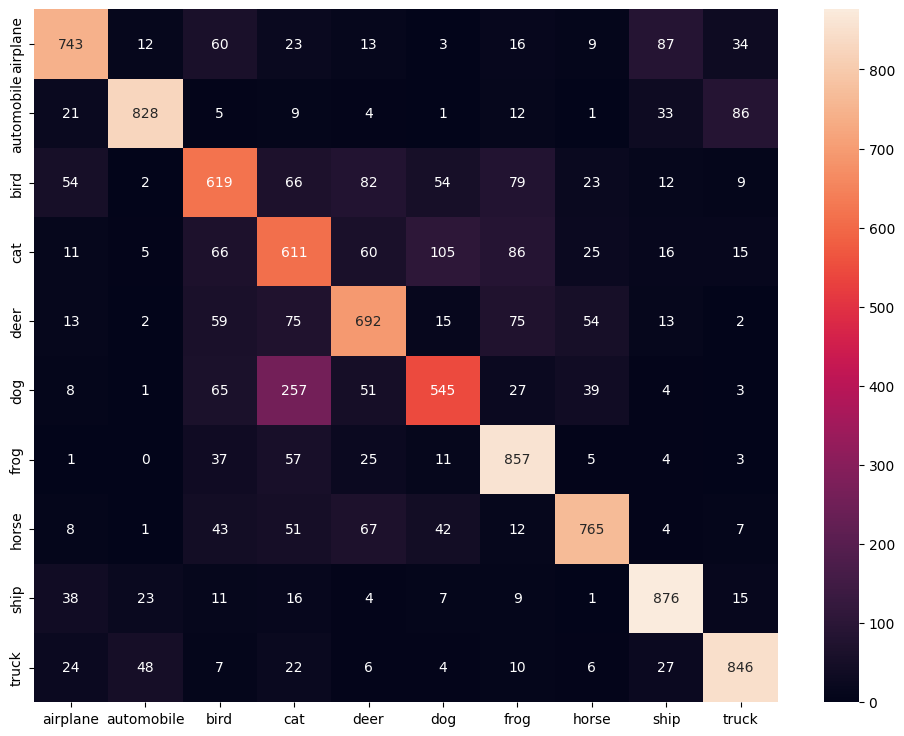 airplane 743 12 60 23 13 3 16 9 87 34
automobile 21 828 5 9 4 1 12 1 33 86
bird 54 2 619 66 82 54 79 23 12 9
cat 11 5 66 611 60 105 86 25 16 15
deer 13 2 59 75 692 15 75 54 13 2
dog 8 1 65 257 51 545 27 39 4 3
frog 1 0 37 57 25 11 857 5 4 3
horse 8 1 43 51 67 42 12 765 4 7
ship 38 23 11 16 4 7 9 1 876 15
truck 24 48 7 22 6 4 10 6 27 846
airplane automobile bird cat deer dog frog horse ship truck
800
700
600
500
400
300
200
100
0